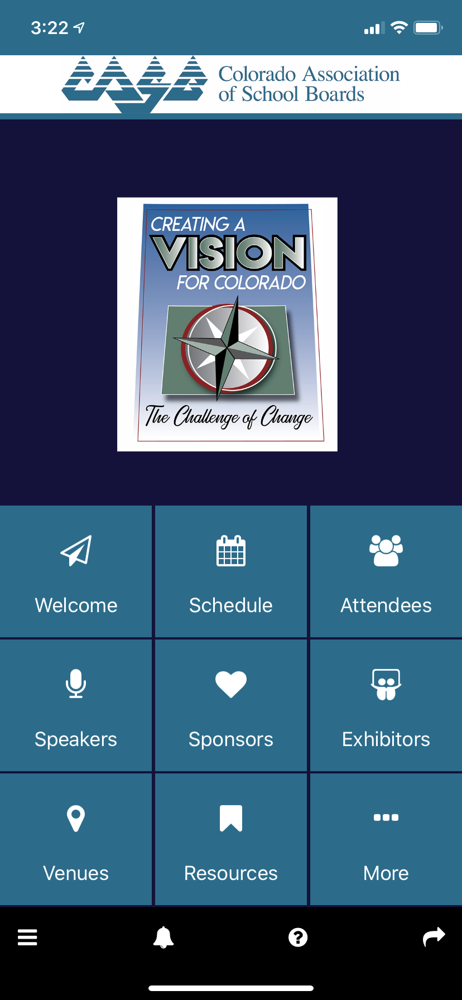 3:22
Colorado Association
of School Boards
CREATING A
VISION
FOR COLORADO
The Challenge of Change
Welcome
Schedule
Attendees
Speakers
Sponsors
Exhibitors
Venues
Resources
More